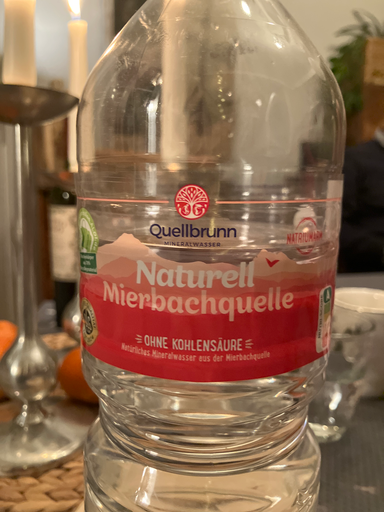 Quellbrunn
MINERALWASSER
Naturell
Mierbachquelle
OHNE KOHLENSÄURE
Natürliches Mineralwasser aus der Mierbachquelle